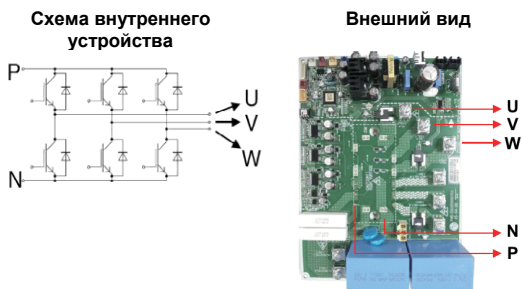 Схема внутреннего
устройства
Внешний вид
P
N
U
V
W
U
V
W
N
P